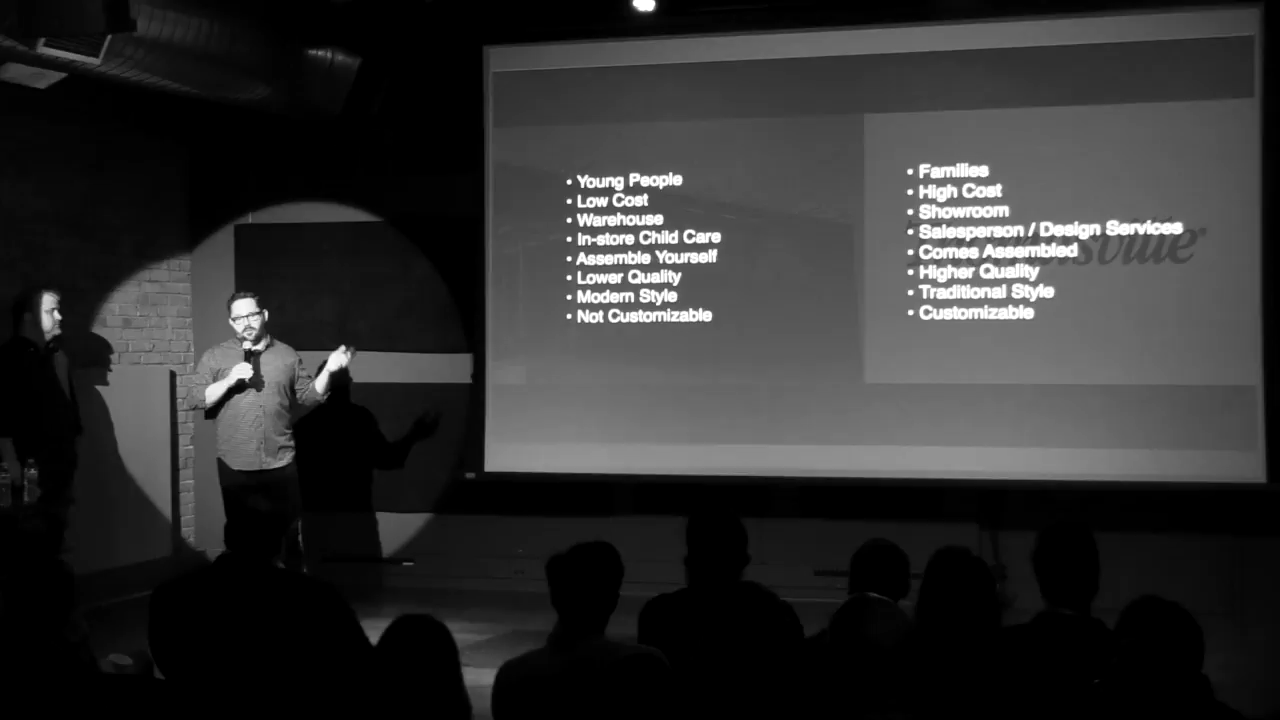 • Young People
• Low Cost
• Warehouse
• In-store Child Care
• Assemble Yourself
• Lower Quality
• Modern Style
• Not Customizable
• Families
• High Cost
• Showroom
• Salesperson / Design Services
• Comes Assembled
• Higher Quality
• Traditional Style
• Customizable